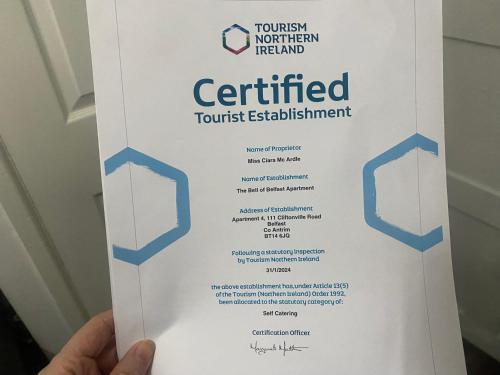 TOURISM
NORTHERN
IRELAND
Certified
Tourist Establishment
Name of Proprietor
Miss Ciara Mc Ardle
Name of Establishment
The Bell of Belfast Apartment
Address of Establishment
Apartment 4, 111 Cliftonville Road
Belfast
Co Antrim
BT14 6JQ
Following a statutory inspection
by Tourism Northern Ireland
31/1/2024
the above establishment has, under Article 13(5)
of the Tourism (Northern Ireland) Order 1992,
been allocated to the statutory category of:
Self Catering
Certification Officer